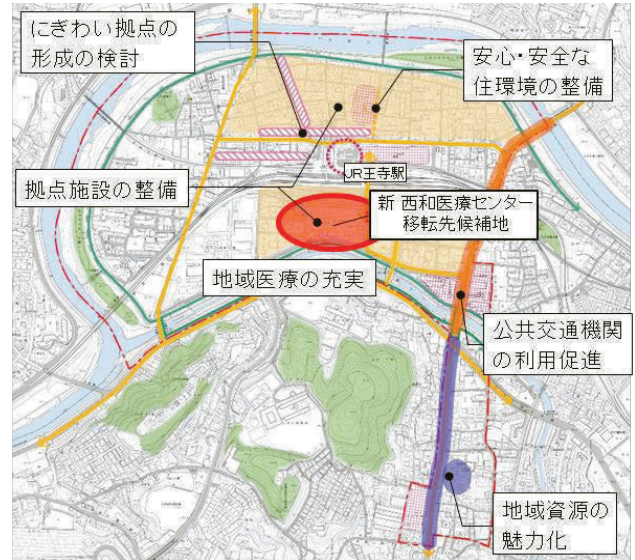 にぎわい拠点の
形成の検討
安心・安全な
住環境の整備
JR王寺駅
拠点施設の整備
新 西和医療センター
移転先候補地
地域医療の充実
公共交通機関
の利用促進
地域資源の
魅力化